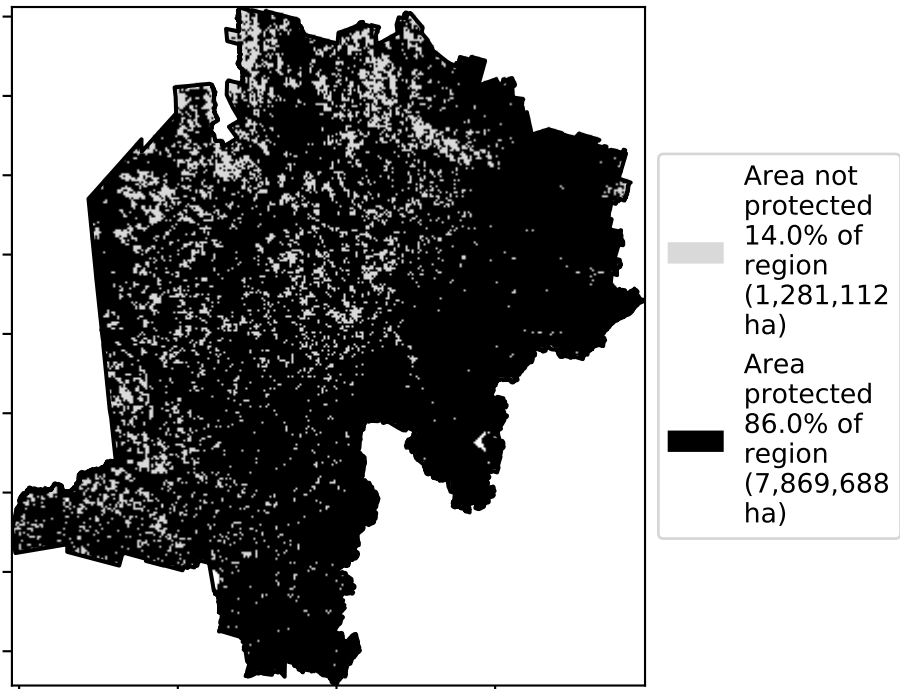 Area not
protected
14.0% of
region
(1,281,112
ha)
Area
protected
86.0% of
region
(7,869,688
ha)